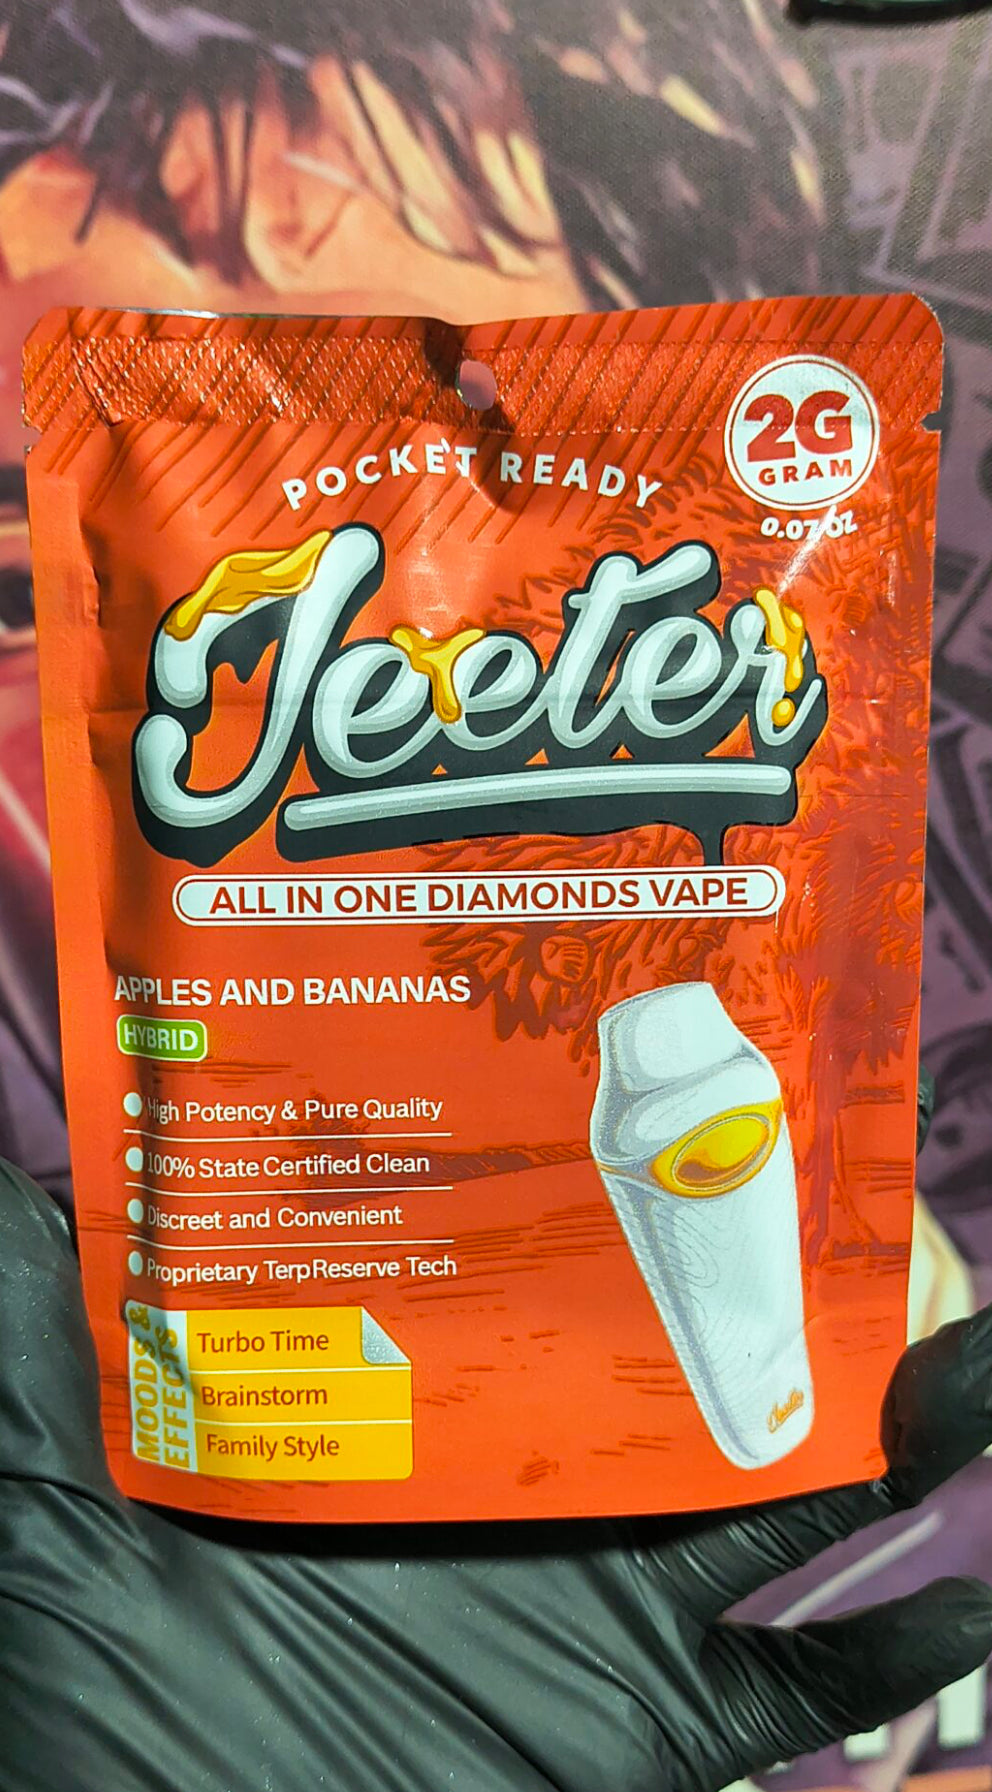 2G
GRAM
0.07 oz
POCKET READY
Jeeter
ALL IN ONE DIAMONDS VAPE
APPLES AND BANANAS
HYBRID
High Potency & Pure Quality
100% State Certified Clean
Discreet and Convenient
Proprietary TerpReserve Tech
MOODS &
EFFECTS
Turbo Time
Brainstorm
Family Style
Jeeter